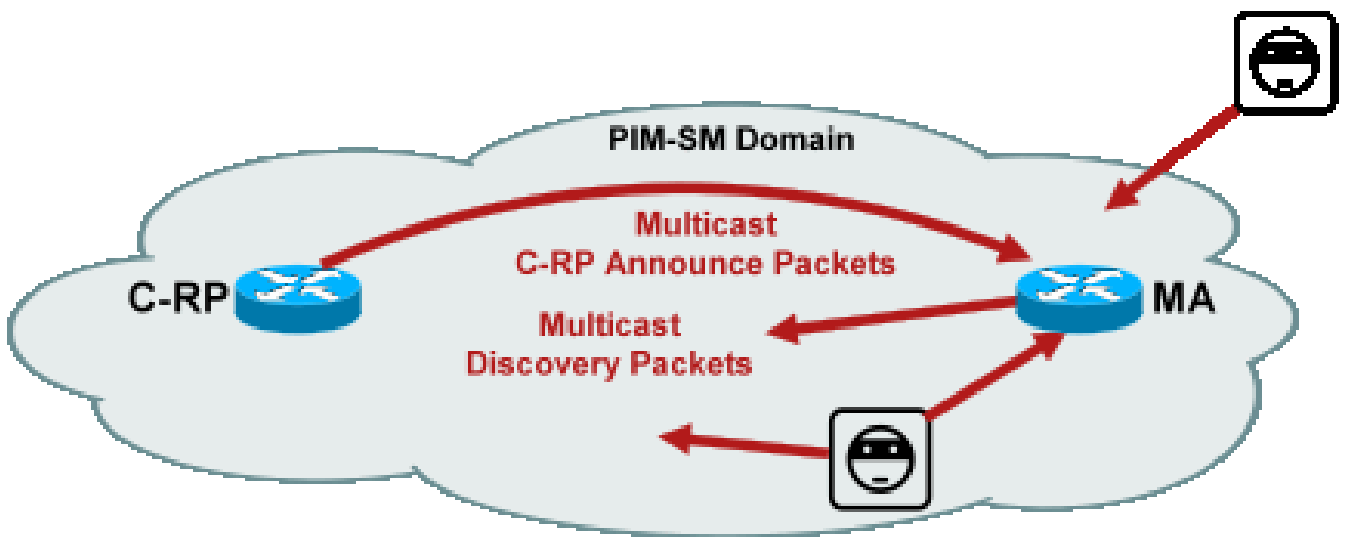 PIM-SM Domain
Multicast
C-RP Announce Packets
C-RP
MA
Multicast
Discovery Packets